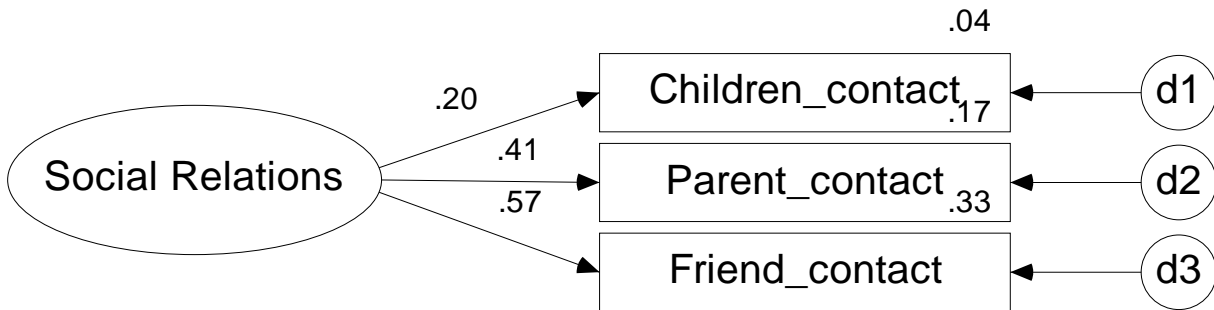 .04
Children_contact
d1
.20
.17
.41
Social Relations
Parent_contact
d2
.57
.33
Friend_contact
d3